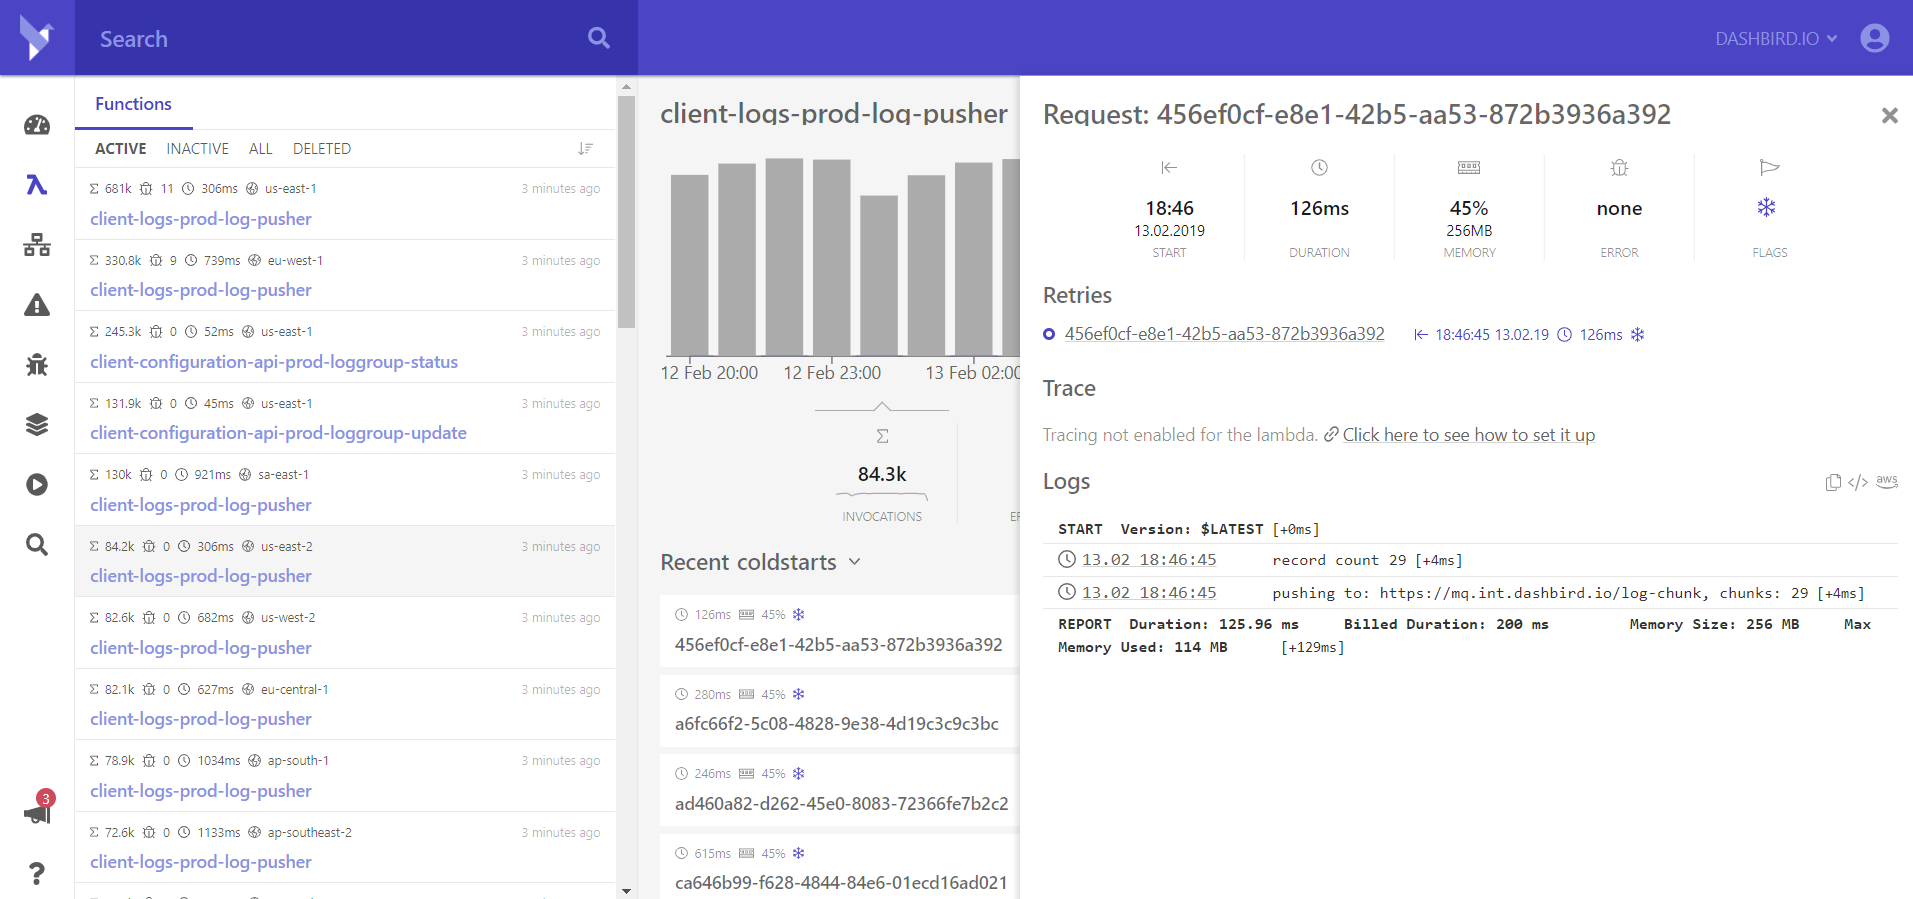 Search
DASHBIRD.IO
Functions
ACTIVE INACTIVE ALL DELETED
681k 11 306ms us-east-1 3 minutes ago
client-logs-prod-log-pusher
330.8k 9 739ms eu-west-1 3 minutes ago
client-logs-prod-log-pusher
245.3k 0 52ms us-east-1 3 minutes ago
client-configuration-api-prod-loggroup-status
131.9k 0 45ms us-east-1 3 minutes ago
client-configuration-api-prod-loggroup-update
130k 0 921ms sa-east-1 3 minutes ago
client-logs-prod-log-pusher
84.2k 0 306ms us-east-2 3 minutes ago
client-logs-prod-log-pusher
82.6k 0 682ms us-west-2 3 minutes ago
client-logs-prod-log-pusher
82.1k 0 627ms eu-central-1 3 minutes ago
client-logs-prod-log-pusher
78.9k 0 1034ms ap-south-1 3 minutes ago
client-logs-prod-log-pusher
72.6k 0 1133ms ap-southeast-2 3 minutes ago
client-logs-prod-log-pusher
3
?
client-logs-prod-log-pusher
12 Feb 20:00 12 Feb 23:00 13 Feb 02:00
Σ
84.3k
INVOCATIONS
Recent coldstarts
126ms 45%
456ef0cf-e8e1-42b5-aa53-872b3936a392
280ms 45%
a6fc66f2-5c08-4828-9e38-4d19c3c9c3bc
246ms 45%
ad460a82-d262-45e0-8083-72366fe7b2c2
615ms 45%
ca646b99-f628-4844-84e6-01ecd16ad021
Request: 456ef0cf-e8e1-42b5-aa53-872b3936a392
18:46 126ms 45% none
13.02.2019 256MB
START DURATION MEMORY ERROR FLAGS
Retries
456ef0cf-e8e1-42b5-aa53-872b3936a392 18:46:45 13.02.19 126ms
Trace
Tracing not enabled for the lambda. Click here to see how to set it up
Logs </> aws
START Version: $LATEST [+0ms]
13.02 18:46:45 record count 29 [+4ms]
13.02 18:46:45 pushing to: https://mq.int.dashbird.io/log-chunk, chunks: 29 [+4ms]
REPORT Duration: 125.96 ms Billed Duration: 200 ms Memory Size: 256 MB Max
Memory Used: 114 MB [+129ms]